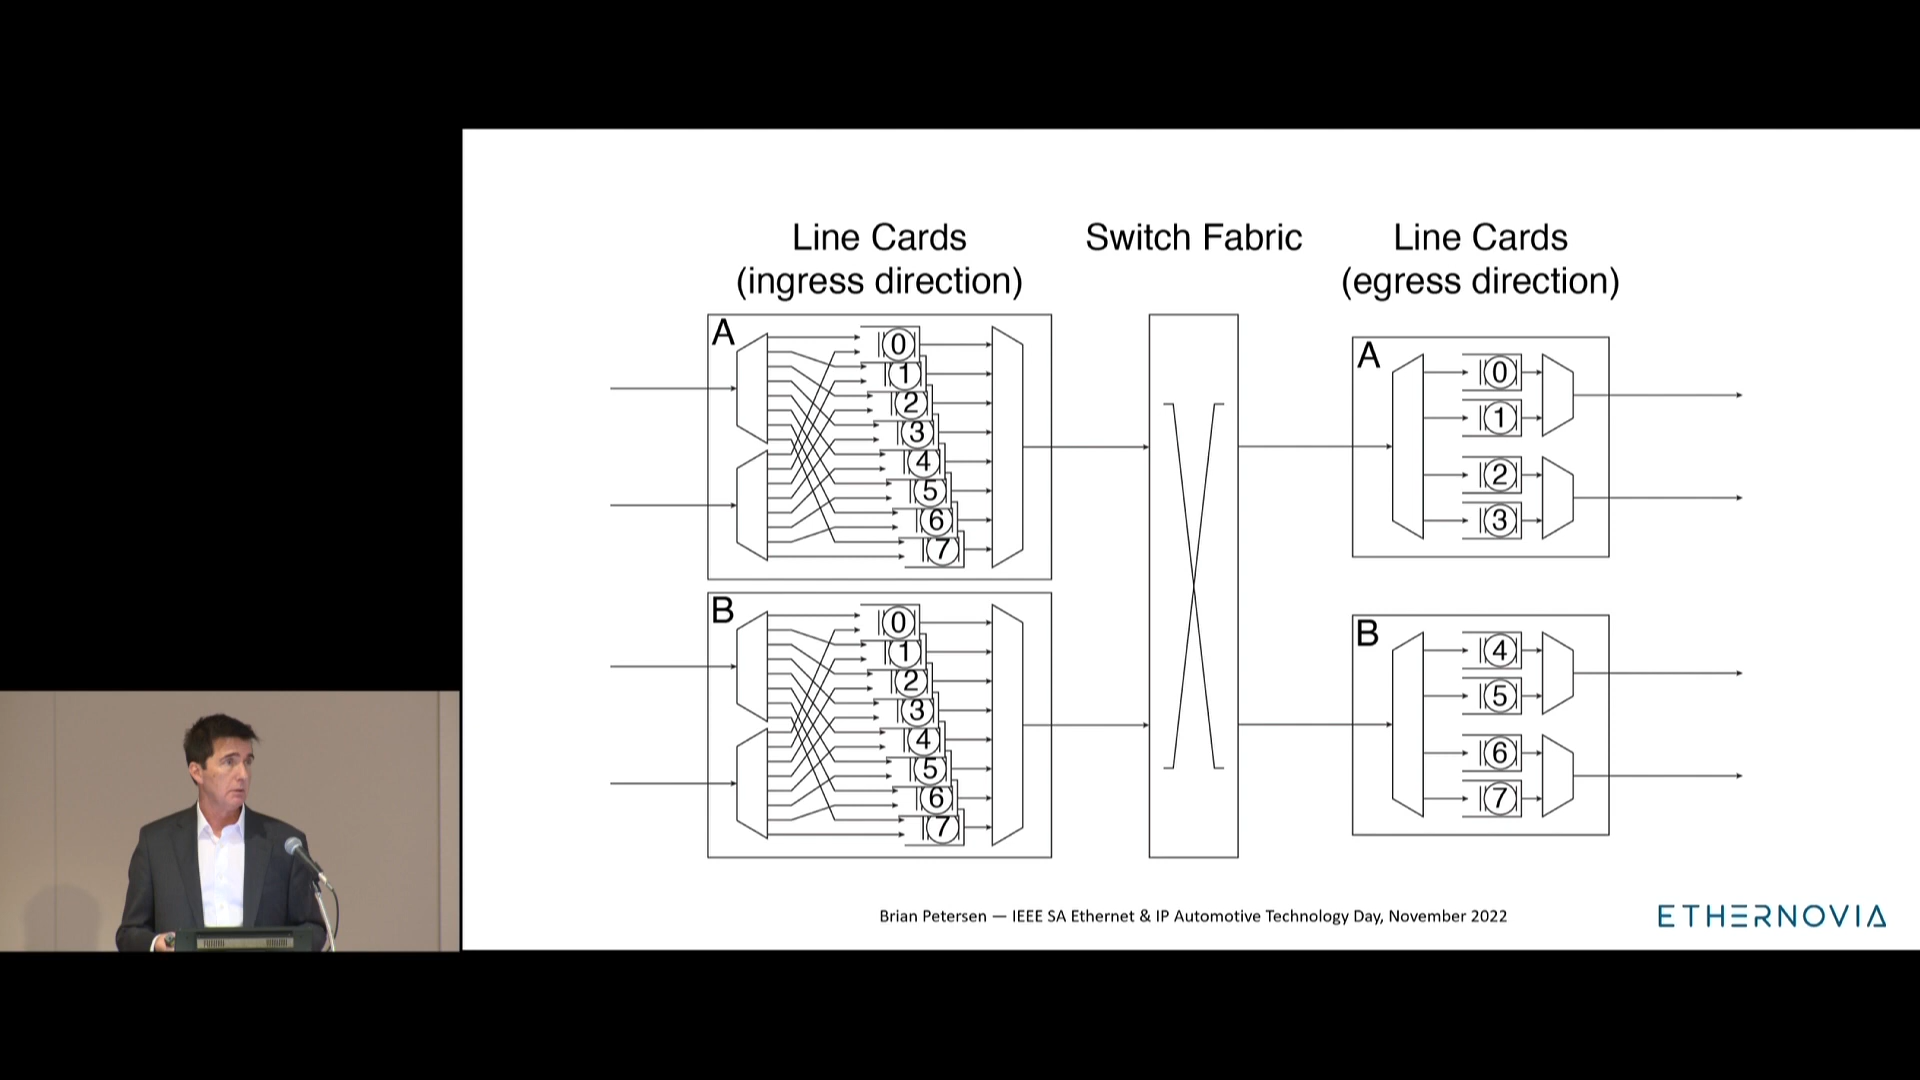 Line Cards
(ingress direction)
Switch Fabric
Line Cards
(egress direction)
A
0
1
2
3
4
5
6
7
B
0
1
2
3
4
5
6
7
A
0
1
2
3
B
4
5
6
7
Brian Petersen — IEEE SA Ethernet & IP Automotive Technology Day, November 2022
ETHERNOVIA